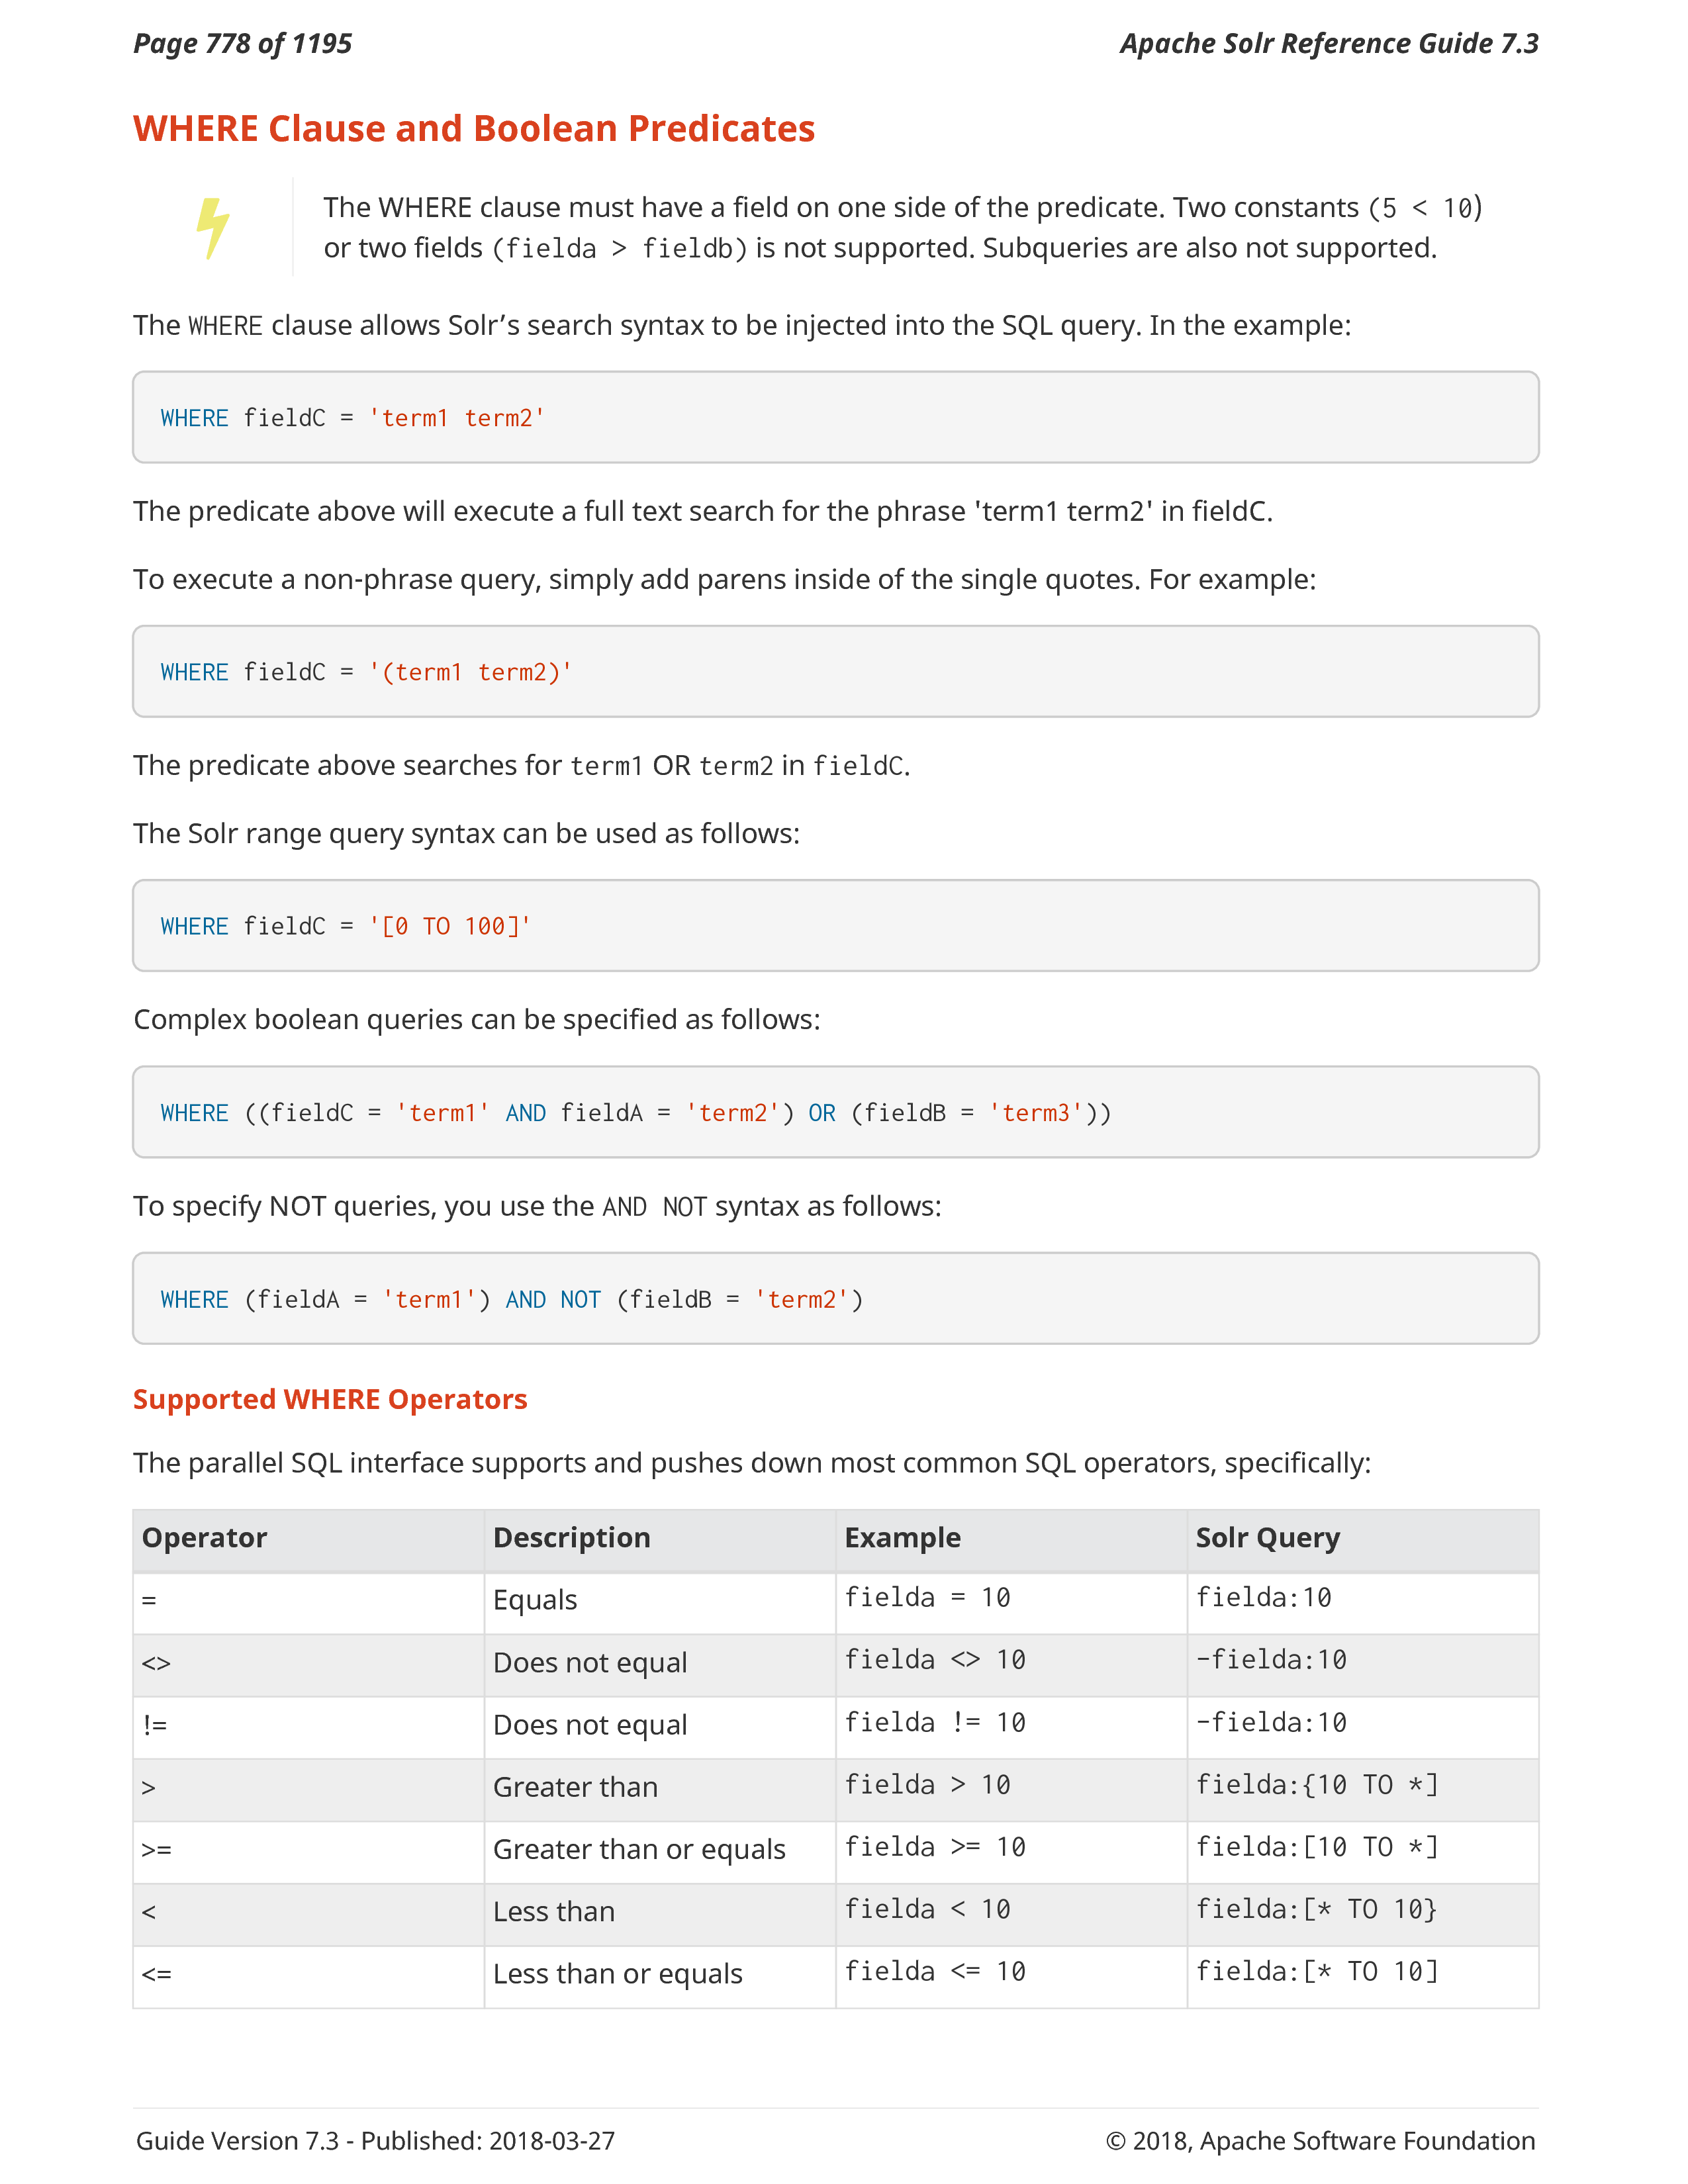 Page 778 of 1195 Apache Solr Reference Guide 7.3
WHERE Clause and Boolean Predicates
The WHERE clause must have a field on one side of the predicate. Two constants (5 < 10)
or two fields (fielda > fieldb) is not supported. Subqueries are also not supported.
The WHERE clause allows Solr’s search syntax to be injected into the SQL query. In the example:
WHERE fieldC = 'term1 term2'
The predicate above will execute a full text search for the phrase 'term1 term2' in fieldC.
To execute a non-phrase query, simply add parens inside of the single quotes. For example:
WHERE fieldC = '(term1 term2)'
The predicate above searches for term1 OR term2 in fieldC.
The Solr range query syntax can be used as follows:
WHERE fieldC = '[0 TO 100]'
Complex boolean queries can be specified as follows:
WHERE ((fieldC = 'term1' AND fieldA = 'term2') OR (fieldB = 'term3'))
To specify NOT queries, you use the AND NOT syntax as follows:
WHERE (fieldA = 'term1') AND NOT (fieldB = 'term2')
Supported WHERE Operators
The parallel SQL interface supports and pushes down most common SQL operators, specifically:
Operator Description Example Solr Query
= Equals fielda = 10 fielda:10
<> Does not equal fielda <> 10 -fielda:10
!= Does not equal fielda != 10 -fielda:10
> Greater than fielda > 10 fielda:{10 TO *]
>= Greater than or equals fielda >= 10 fielda:[10 TO *]
< Less than fielda < 10 fielda:[* TO 10}
<= Less than or equals fielda <= 10 fielda:[* TO 10]
Guide Version 7.3 - Published: 2018-03-27 © 2018, Apache Software Foundation